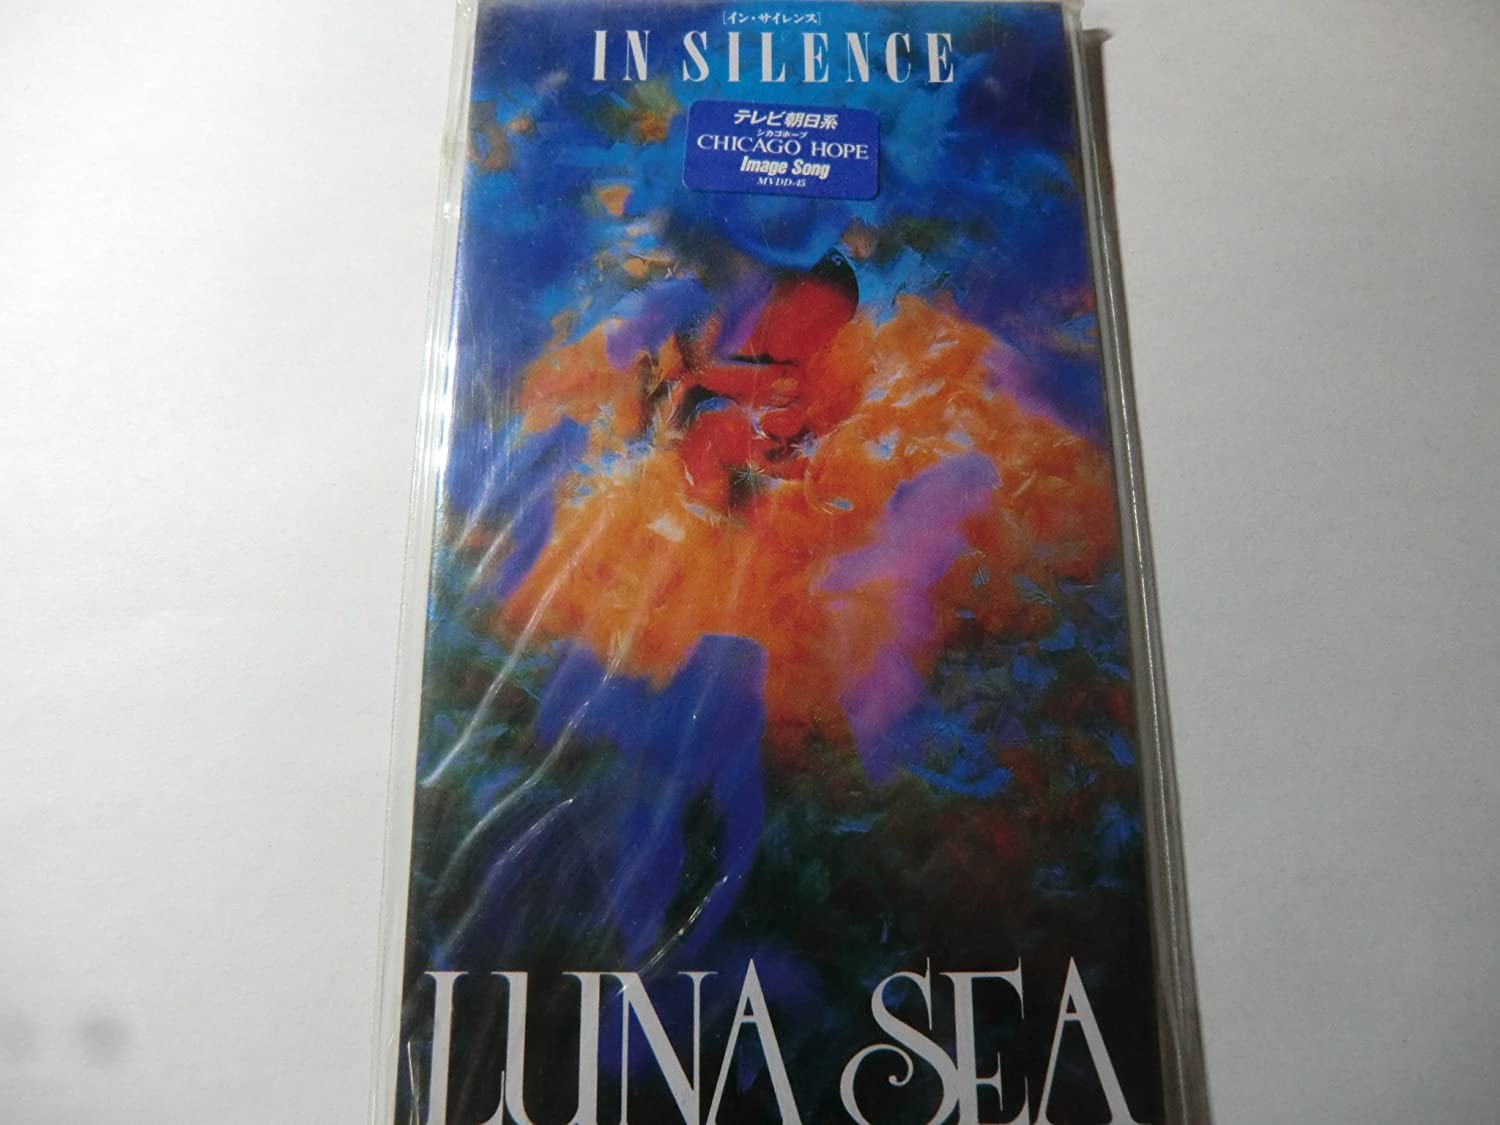 ［イン・サイレンス］
IN SILENCE
テレビ朝日系
シカゴホープ
CHICAGO HOPE
Image Song
MVDD-15
LUNA SEA